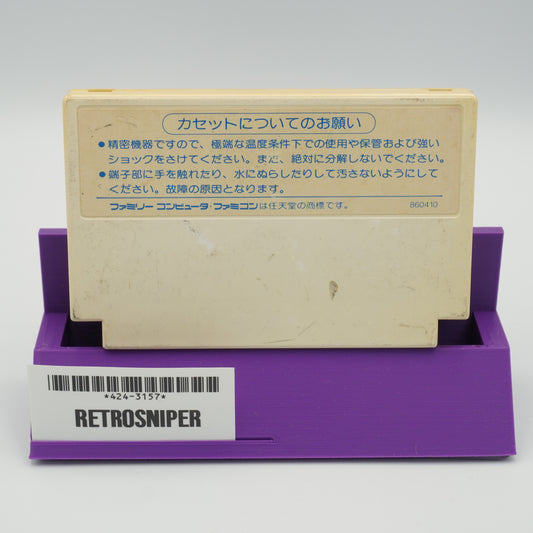 カセットについてのお願い
●精密機器ですので、極端な温度条件下での使用や保管および強い
ショックをさけてください。また、絶対に分解しないでください。
●端子部に手を触れたり、水にぬらしたりして汚さないようにして
ください。故障の原因となります。
ファミリー コンピュータ・ファミコンは任天堂の商標です。 860410
*424-3157*
RETROSNIPER